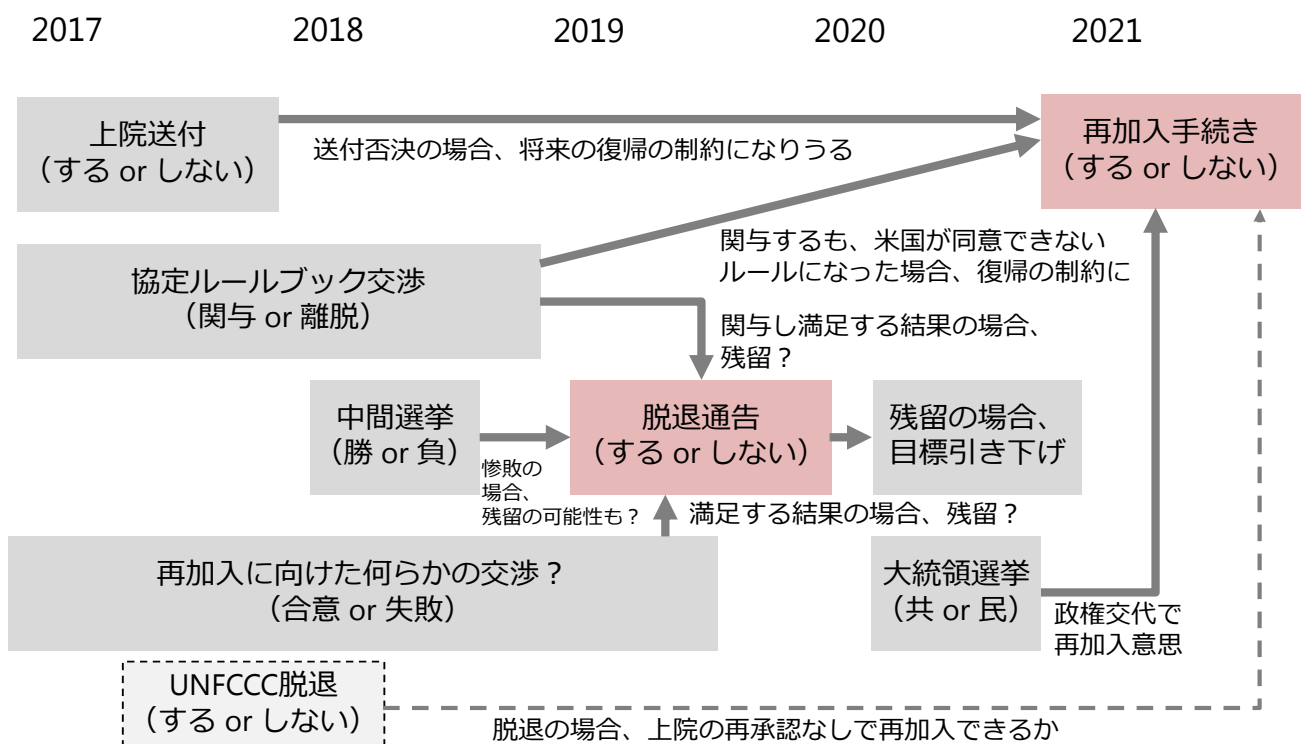 2017
2018
2019
2020
2021
上院送付
（する or しない）
送付否決の場合、将来の復帰の制約になりうる
再加入手続き
（する or しない）
協定ルールブック交渉
（関与 or 離脱）
関与するも、米国が同意できない
ルールになった場合、復帰の制約に
関与し満足する結果の場合、
残留？
中間選挙
（勝 or 負）
惨敗の
場合、
残留の可能性も？
脱退通告
（する or しない）
残留の場合、
目標引き下げ
満足する結果の場合、残留？
再加入に向けた何らかの交渉？
（合意 or 失敗）
大統領選挙
（共 or 民）
政権交代で
再加入意思
UNFCCC脱退
（する or しない）
脱退の場合、上院の再承認なしで再加入できるか